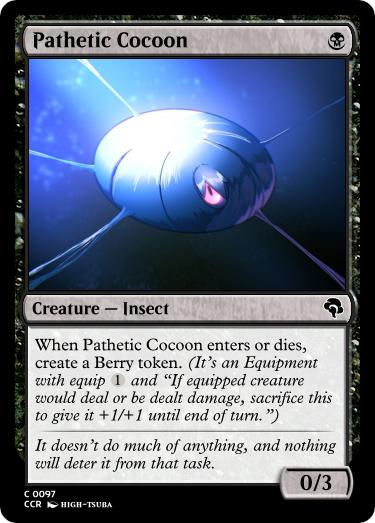 Pathetic Cocoon
Creature — Insect
When Pathetic Cocoon enters or dies,
create a Berry token. (It's an Equipment
with equip 1 and “If equipped creature
would deal or be dealt damage, sacrifice this
to give it +1/+1 until end of turn.”)
It doesn't do much of anything, and nothing
will deter it from that task.
0/3
C 0097
CCR HIGH-TSUBA